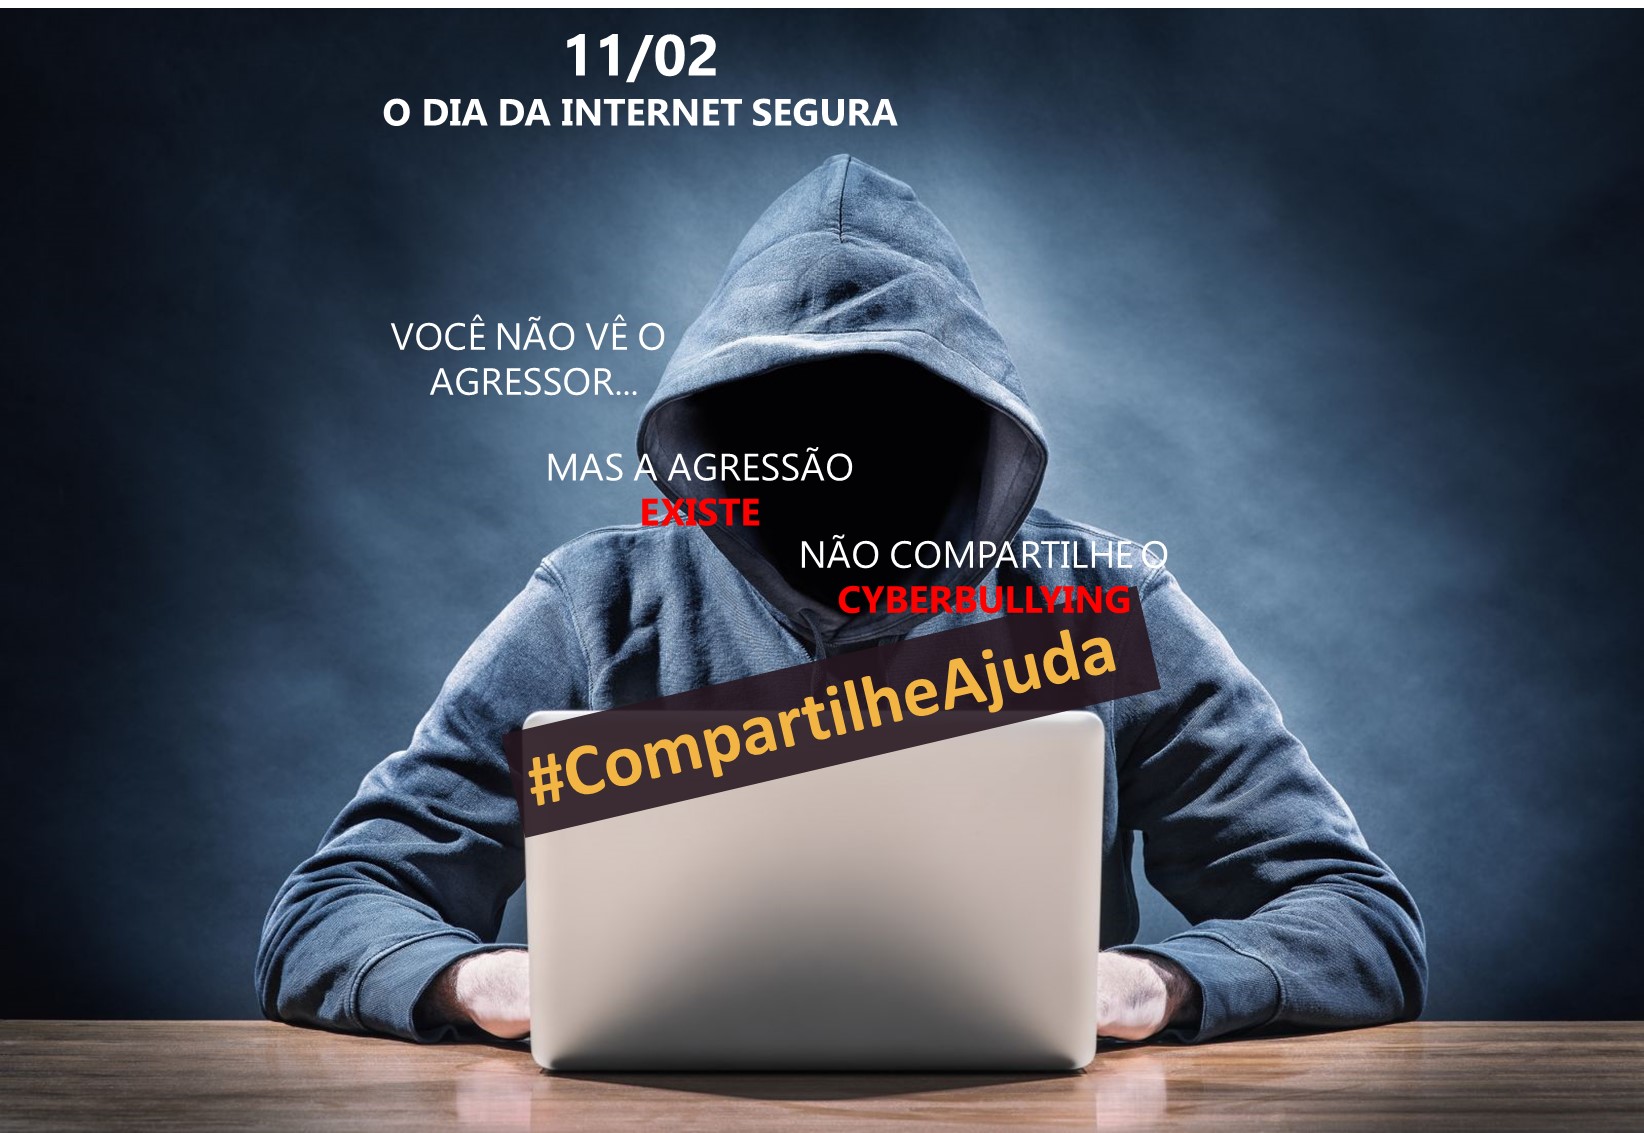 11/02
O DIA DA INTERNET SEGURA
VOCÊ NÃO VÊ O
AGRESSOR...
MAS A AGRESSÃO
EXISTE
NÃO COMPARTILHE O
CYBERBULLYING
#CompartilheAjuda